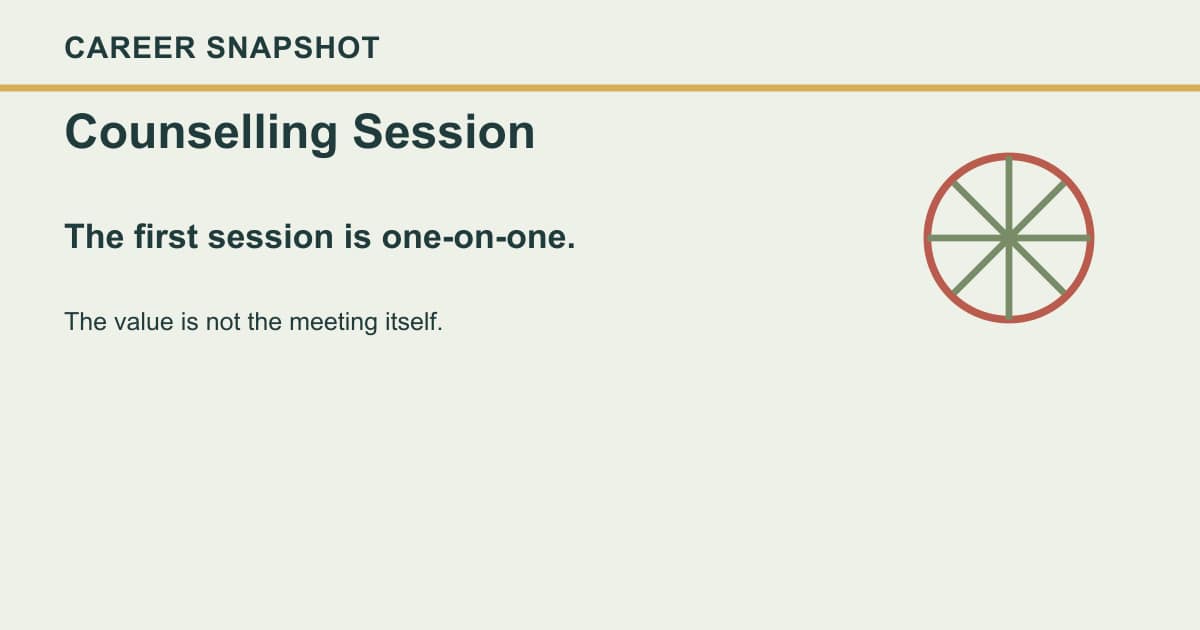 CAREER SNAPSHOT
Counselling Session
The first session is one-on-one.
The value is not the meeting itself.